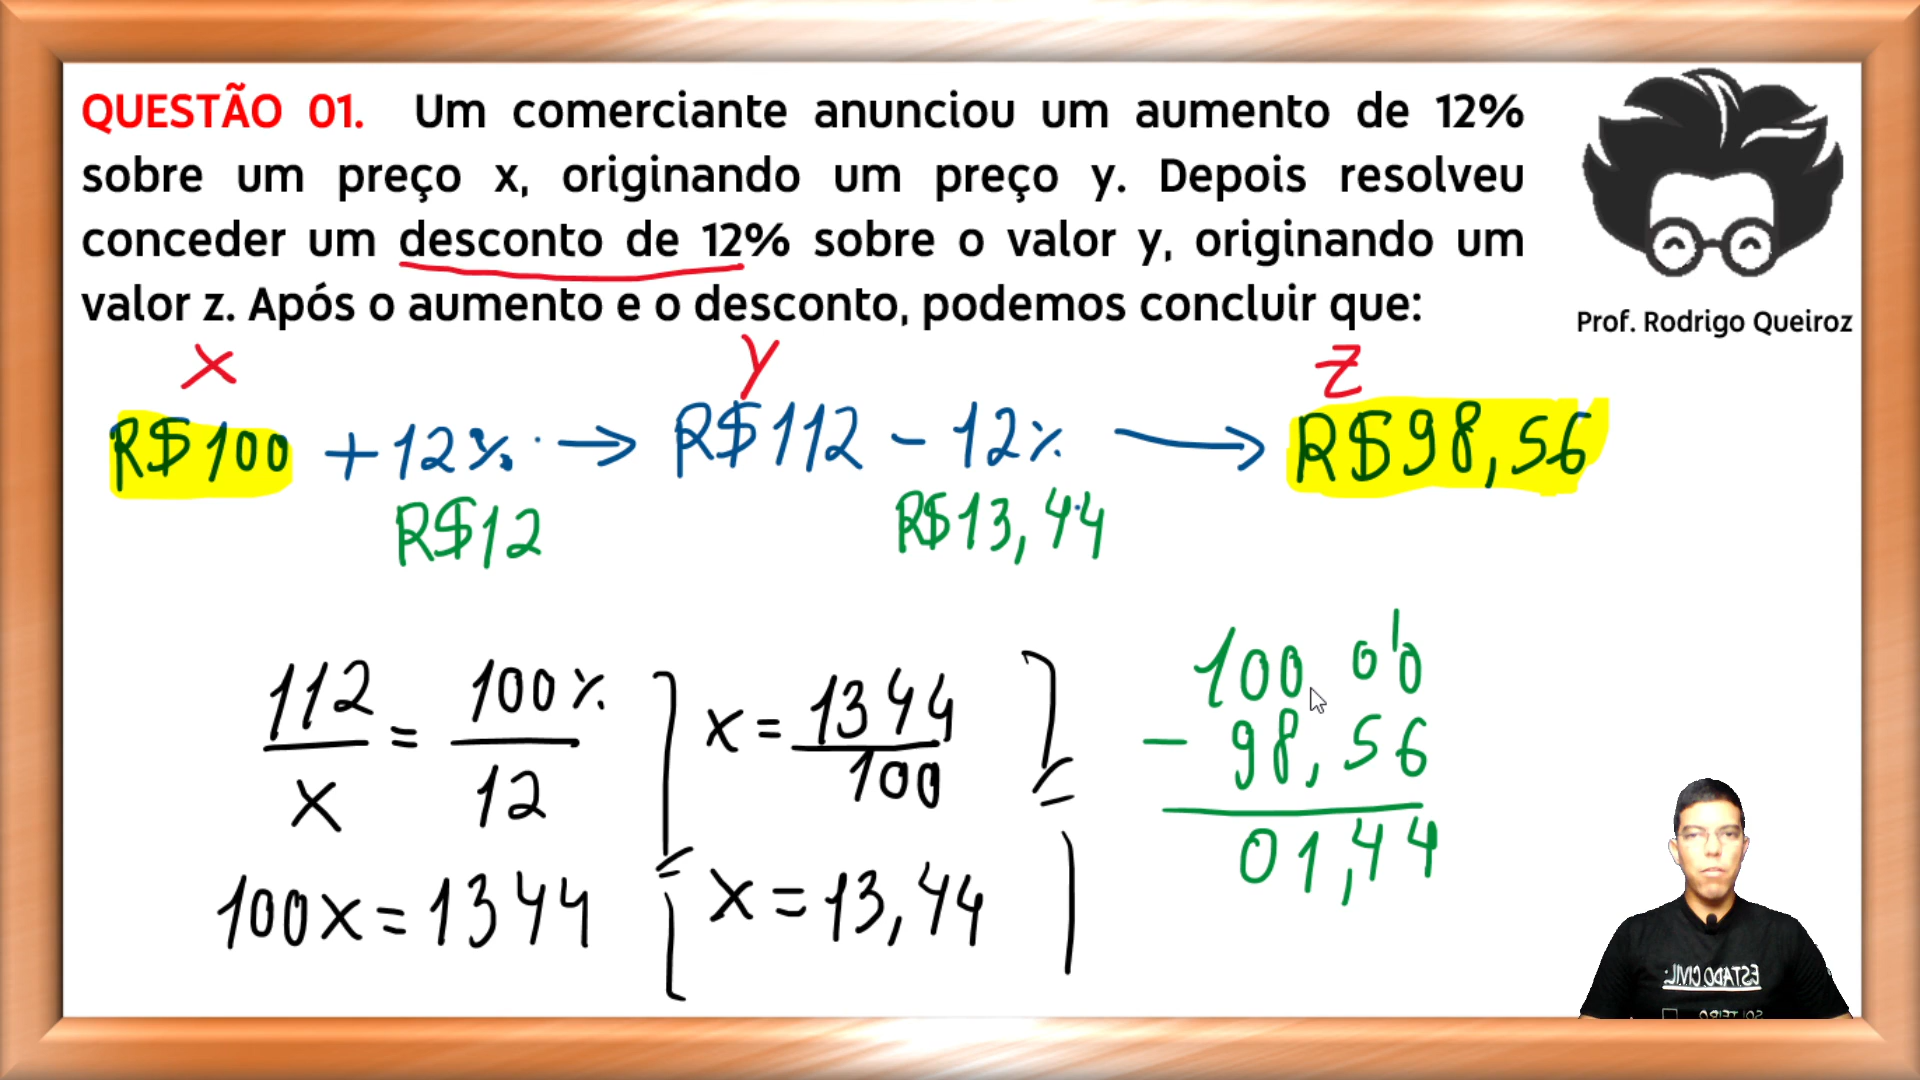 QUESTÃO 01. Um comerciante anunciou um aumento de 12%
sobre um preço x, originando um preço y. Depois resolveu
conceder um desconto de 12% sobre o valor y, originando um
valor z. Após o aumento e o desconto, podemos concluir que:
Prof. Rodrigo Queiroz
x y z
R$100 +12% → R$112 - 12% → R$98,56
R$12 R$13,44
112/x = 100%/12
100x = 1344
x = 1344/100
x = 13,44
100,00
- 98,56
01,44
ESTADO CIVIL:
SOLTEIRO